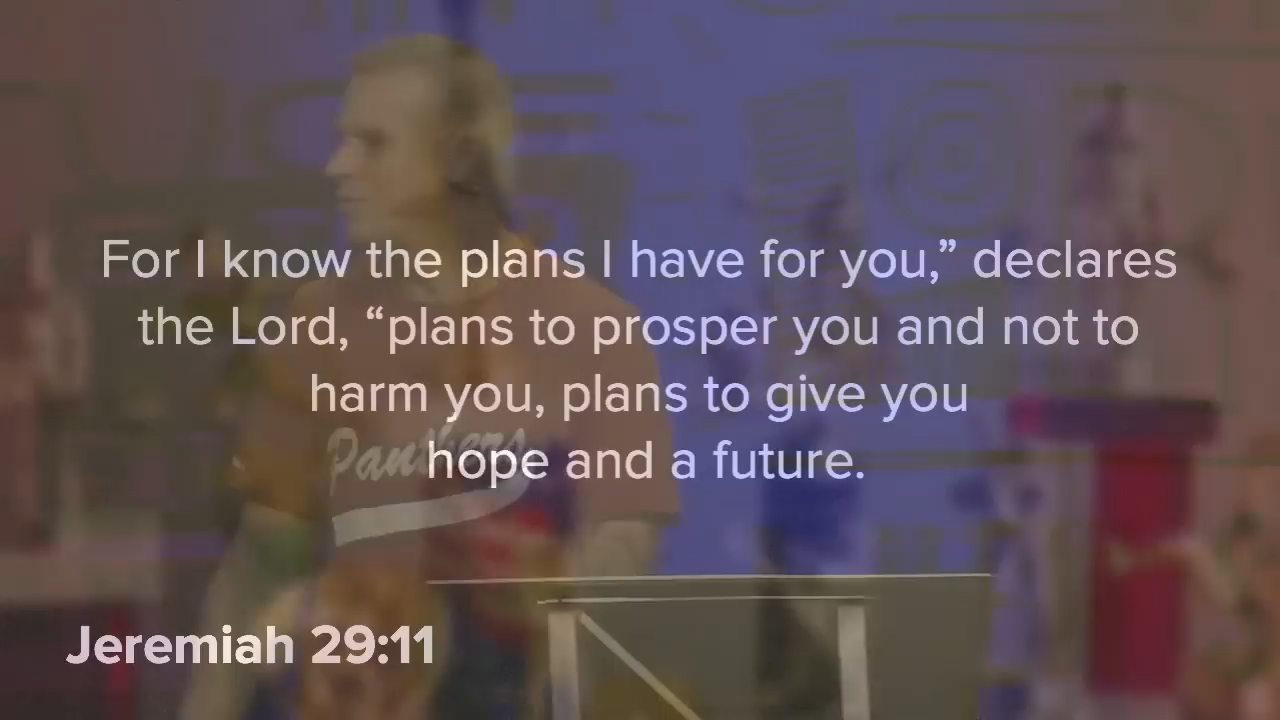 For I know the plans I have for you,” declares
the Lord, “plans to prosper you and not to
harm you, plans to give you
hope and a future.
Panthers
Jeremiah 29:11